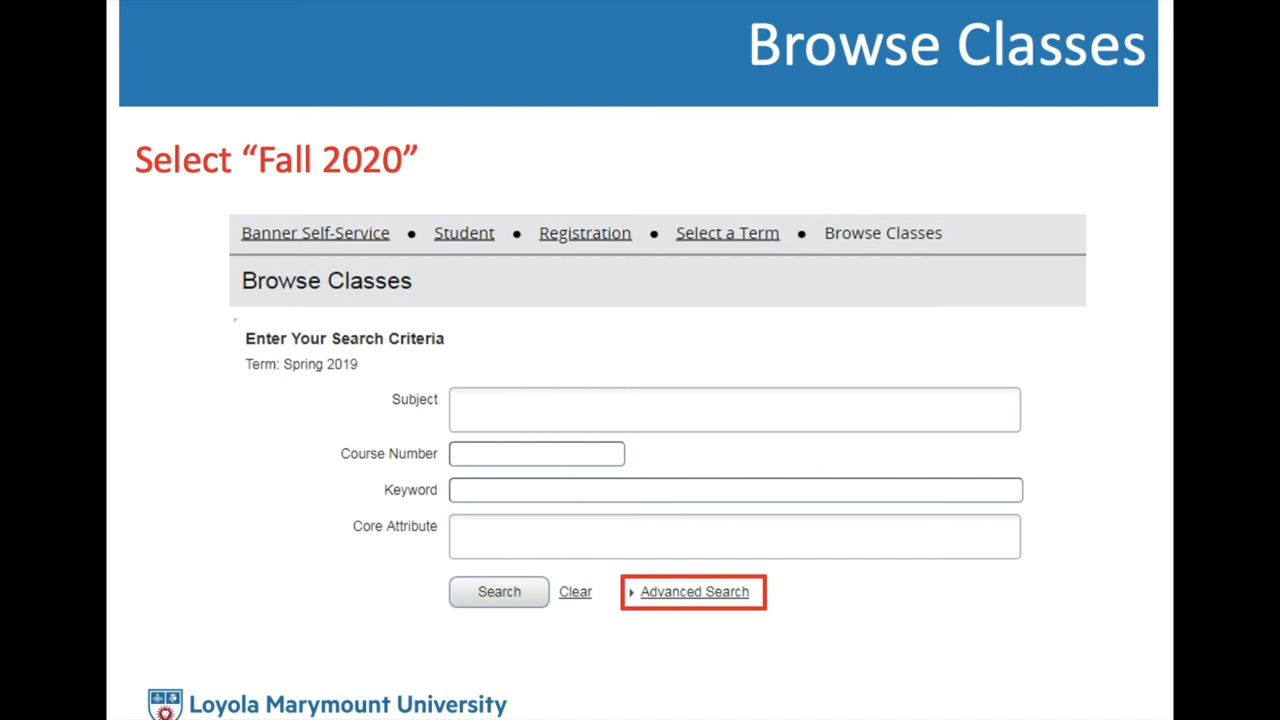 Browse Classes
Select “Fall 2020”
Banner Self-Service ● Student ● Registration ● Select a Term ● Browse Classes
Browse Classes
Enter Your Search Criteria
Term: Spring 2019
Subject
Course Number
Keyword
Core Attribute
Search Clear Advanced Search
Loyola Marymount University